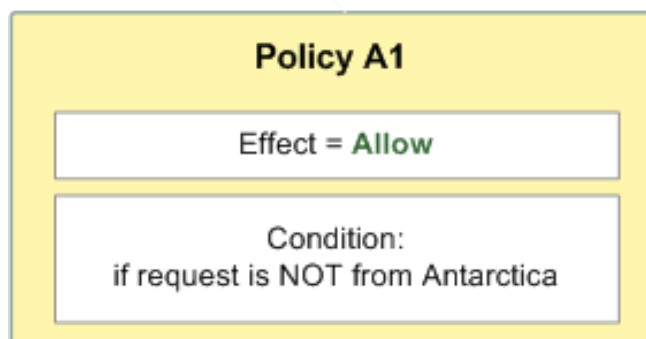 Policy A1
Effect = Allow
Condition:
if request is NOT from Antarctica